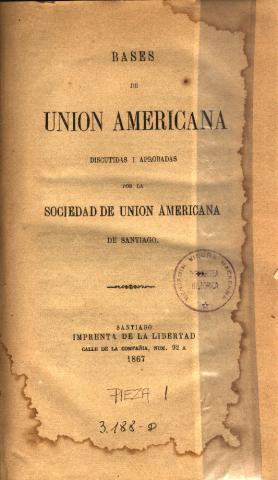 BASES
DE
UNION AMERICANA
DISCUTIDAS I APROBADAS
POR LA
SOCIEDAD DE UNION AMERICANA
DE SANTIAGO.
SANTIAGO
IMPRENTA DE LA LIBERTAD
CALLE DE LA COMPAÑIA, NUM. 92 A
1867
PIEZA 1
3.188-